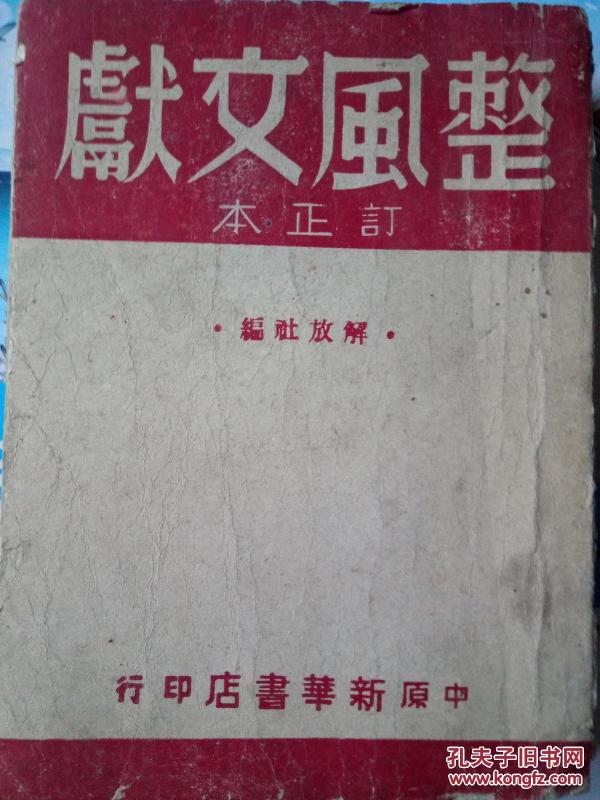 整風文獻
訂正本
·解放社編·
中原新華書店印行
孔夫子旧书网
www.kongfz.com